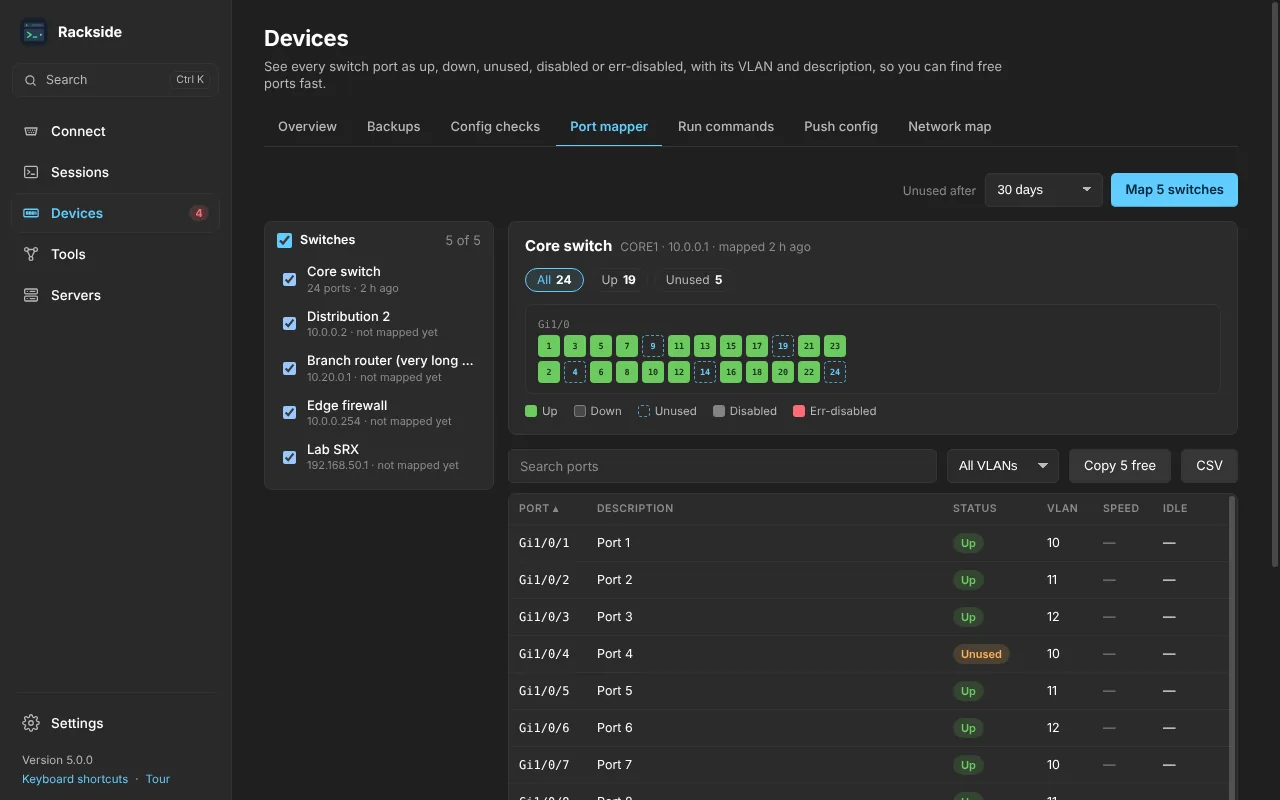 Rackside
Search Ctrl K
Connect
Sessions
Devices 4
Tools
Servers
Settings
Version 5.0.0
Keyboard shortcuts · Tour
Devices
See every switch port as up, down, unused, disabled or err-disabled, with its VLAN and description, so you can find free
ports fast.
Overview Backups Config checks Port mapper Run commands Push config Network map
Unused after 30 days Map 5 switches
Switches 5 of 5
Core switch
24 ports · 2 h ago
Distribution 2
10.0.0.2 · not mapped yet
Branch router (very long ...
10.20.0.1 · not mapped yet
Edge firewall
10.0.0.254 · not mapped yet
Lab SRX
192.168.50.1 · not mapped yet
Core switch CORE1 · 10.0.0.1 · mapped 2 h ago
All 24 Up 19 Unused 5
Gi1/0
1 3 5 7 9 11 13 15 17 19 21 23
2 4 6 8 10 12 14 16 18 20 22 24
Up Down Unused Disabled Err-disabled
Search ports All VLANs Copy 5 free CSV
PORT ▴ DESCRIPTION STATUS VLAN SPEED IDLE
Gi1/0/1 Port 1 Up 10 — —
Gi1/0/2 Port 2 Up 11 — —
Gi1/0/3 Port 3 Up 12 — —
Gi1/0/4 Port 4 Unused 10 — —
Gi1/0/5 Port 5 Up 11 — —
Gi1/0/6 Port 6 Up 12 — —
Gi1/0/7 Port 7 Up 10 — —